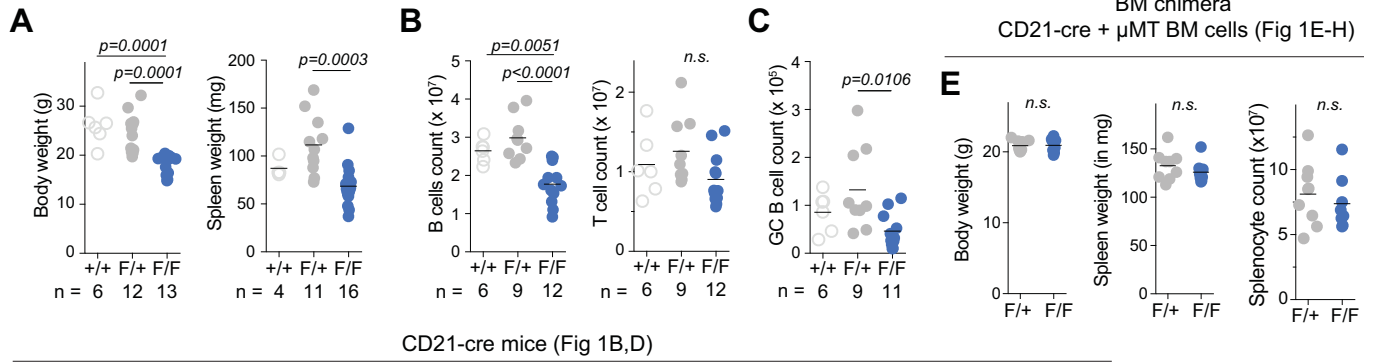 A
Body weight (g)
30
20
10
0
p=0.0001
p=0.0001
+/+ F/+ F/F
n = 6 12 13
Spleen weight (mg)
200
150
100
50
0
p=0.0003
+/+ F/+ F/F
n = 4 11 16
B
B cells count (x 10⁷)
5
4
3
2
1
0
p=0.0051
p<0.0001
+/+ F/+ F/F
n = 6 9 12
T cell count (x 10⁷)
2
1
0
n.s.
+/+ F/+ F/F
n = 6 9 12
C
GC B cell count (x 10⁵)
4
3
2
1
0
p=0.0106
+/+ F/+ F/F
n = 6 9 11
CD21-cre mice (Fig 1B,D)
BM chimera
CD21-cre + µMT BM cells (Fig 1E-H)
E
Body weight (g)
20
10
0
n.s.
F/+ F/F
Spleen weight (in mg)
150
100
50
0
n.s.
F/+ F/F
Splenocyte count (x10⁷)
10
5
0
n.s.
F/+ F/F